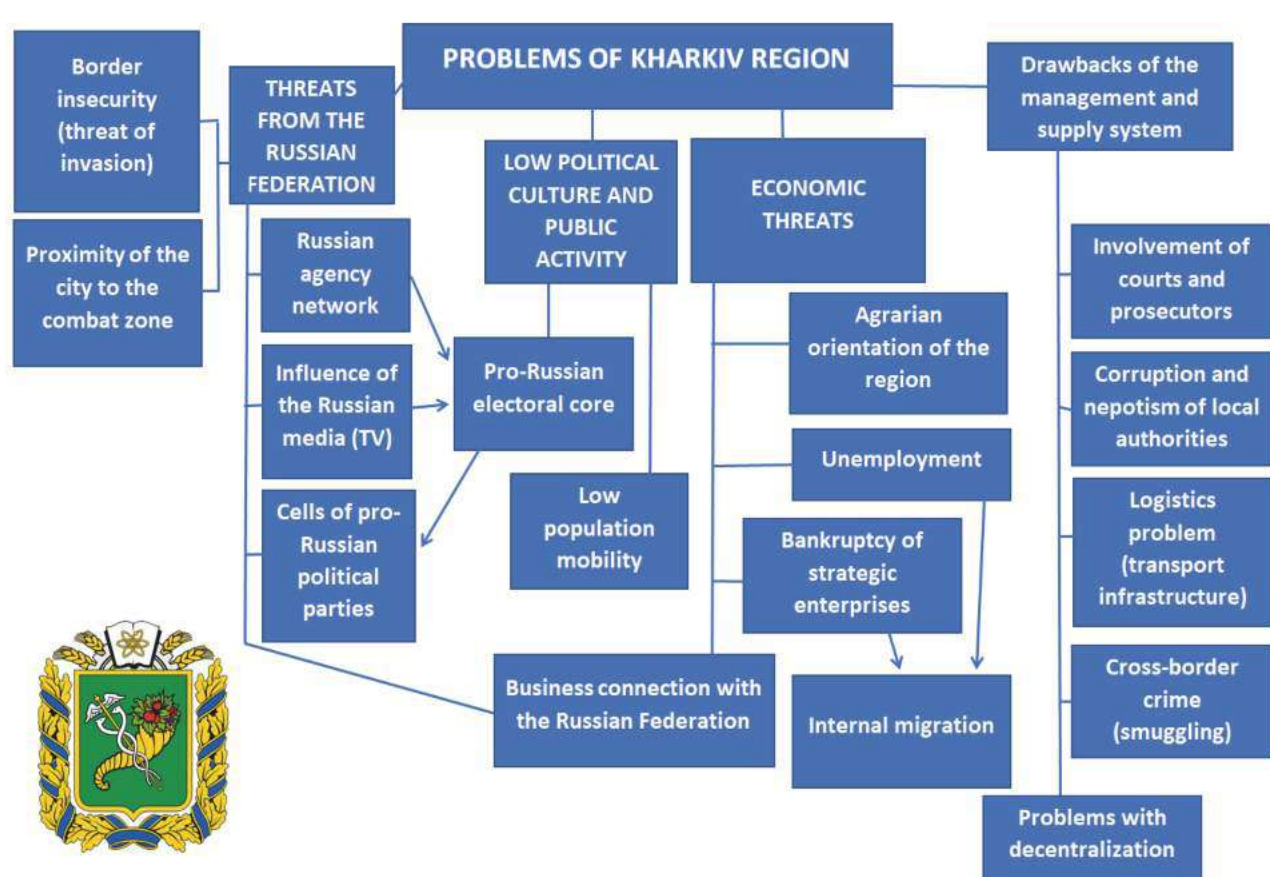 PROBLEMS OF KHARKIV REGION
Border
insecurity
(threat of
invasion)
Proximity of the
city to the
combat zone
THREATS
FROM THE
RUSSIAN
FEDERATION
Russian
agency
network
Influence of
the Russian
media (TV)
Cells of pro-
Russian
political
parties
LOW POLITICAL
CULTURE AND
PUBLIC
ACTIVITY
Pro-Russian
electoral core
Low
population
mobility
Business connection with
the Russian Federation
ECONOMIC
THREATS
Agrarian
orientation of the
region
Unemployment
Bankruptcy of
strategic
enterprises
Internal migration
Drawbacks of the
management and
supply system
Involvement of
courts and
prosecutors
Corruption and
nepotism of local
authorities
Logistics
problem
(transport
infrastructure)
Cross-border
crime
(smuggling)
Problems with
decentralization